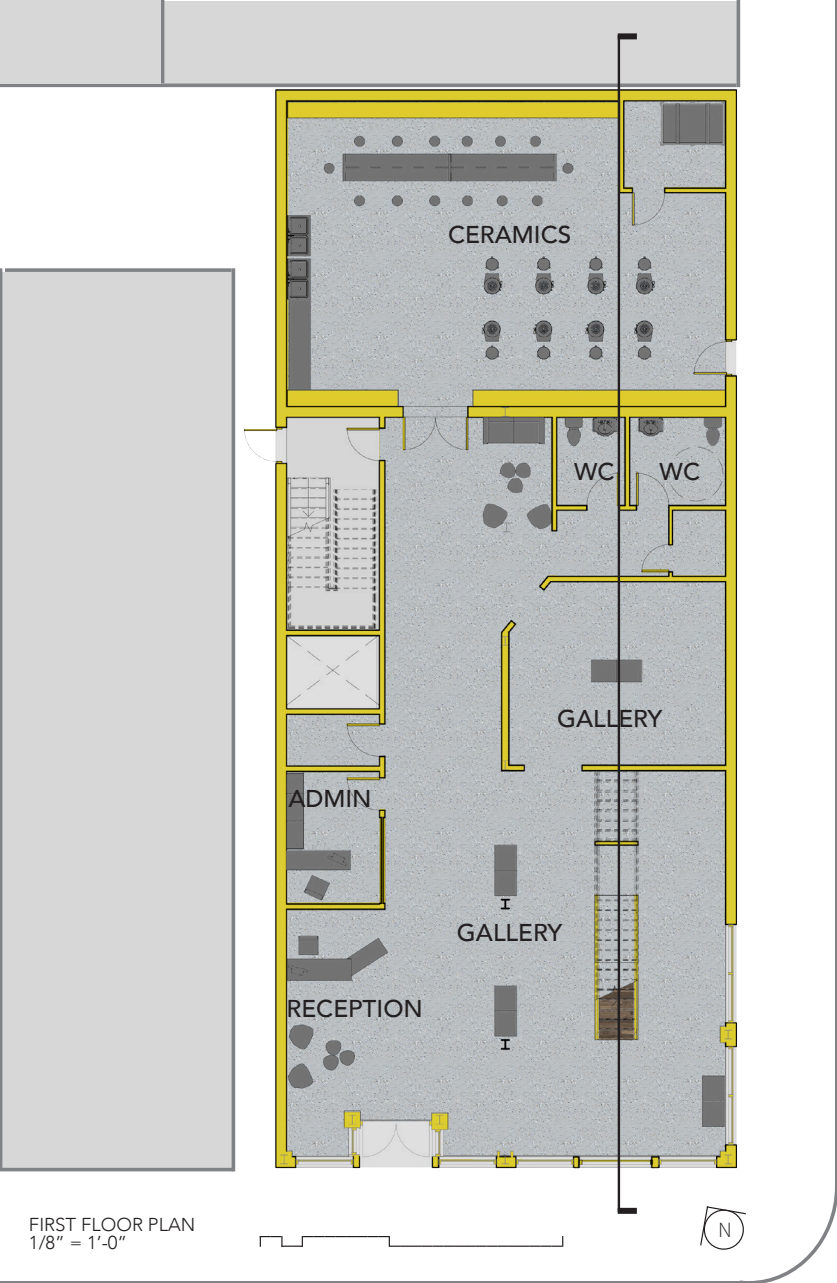 CERAMICS
WC
WC
GALLERY
ADMIN
GALLERY
RECEPTION
FIRST FLOOR PLAN
1/8” = 1’-0”
N